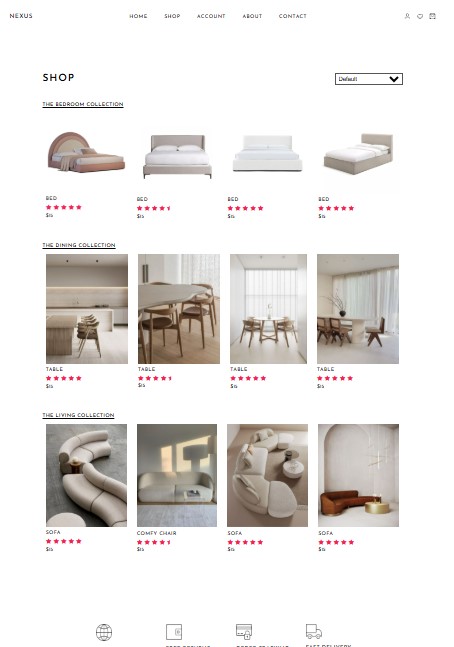 NEXUS
HOME SHOP ACCOUNT ABOUT CONTACT
SHOP
Default
THE BEDROOM COLLECTION
BED BED BED BED
$15 $15 $15 $15
THE DINING COLLECTION
TABLE TABLE TABLE TABLE
$15 $15 $15 $15
THE LIVING COLLECTION
SOFA COMFY CHAIR SOFA SOFA
$15 $15 $15 $15
FAST DELIVERY